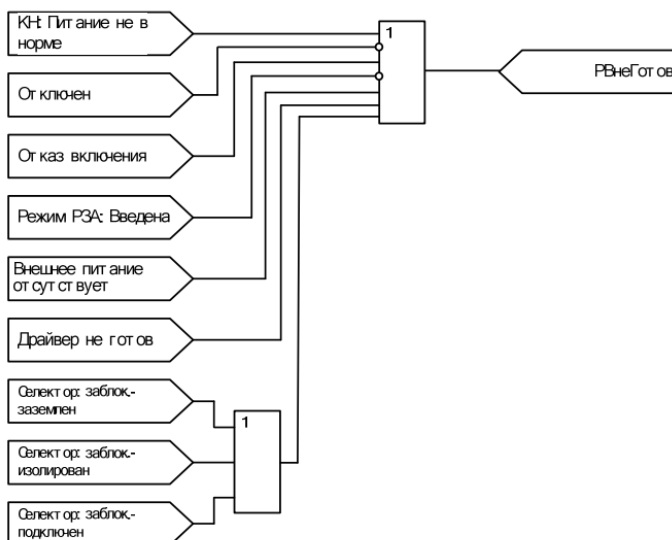 КН: Питание не в
норме
1
РВнеГотов
Отключен
Отказ включения
Режим РЗА: Введена
Внешнее питание
отсутствует
Драйвер не готов
Селектор: заблок.-
заземлен
1
Селектор: заблок.-
изолирован
Селектор: заблок.-
подключен